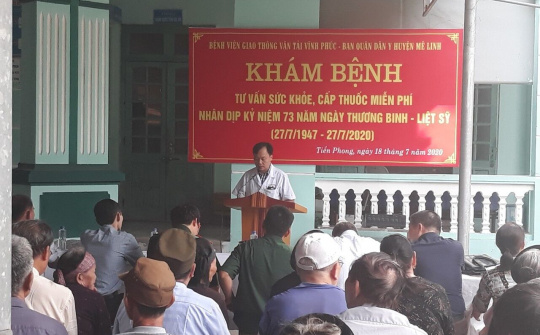 BỆNH VIỆN GIAO THÔNG VẬN TẢI VĨNH PHÚC - BAN QUÂN DÂN Y HUYỆN MÊ LINH
KHÁM BỆNH
TƯ VẤN SỨC KHỎE, CẤP THUỐC MIỄN PHÍ
NHÂN DỊP KỶ NIỆM 73 NĂM NGÀY THƯƠNG BINH - LIỆT SỸ
(27/7/1947 - 27/7/2020)
Tiền Phong, ngày 18 tháng 7 năm 2020